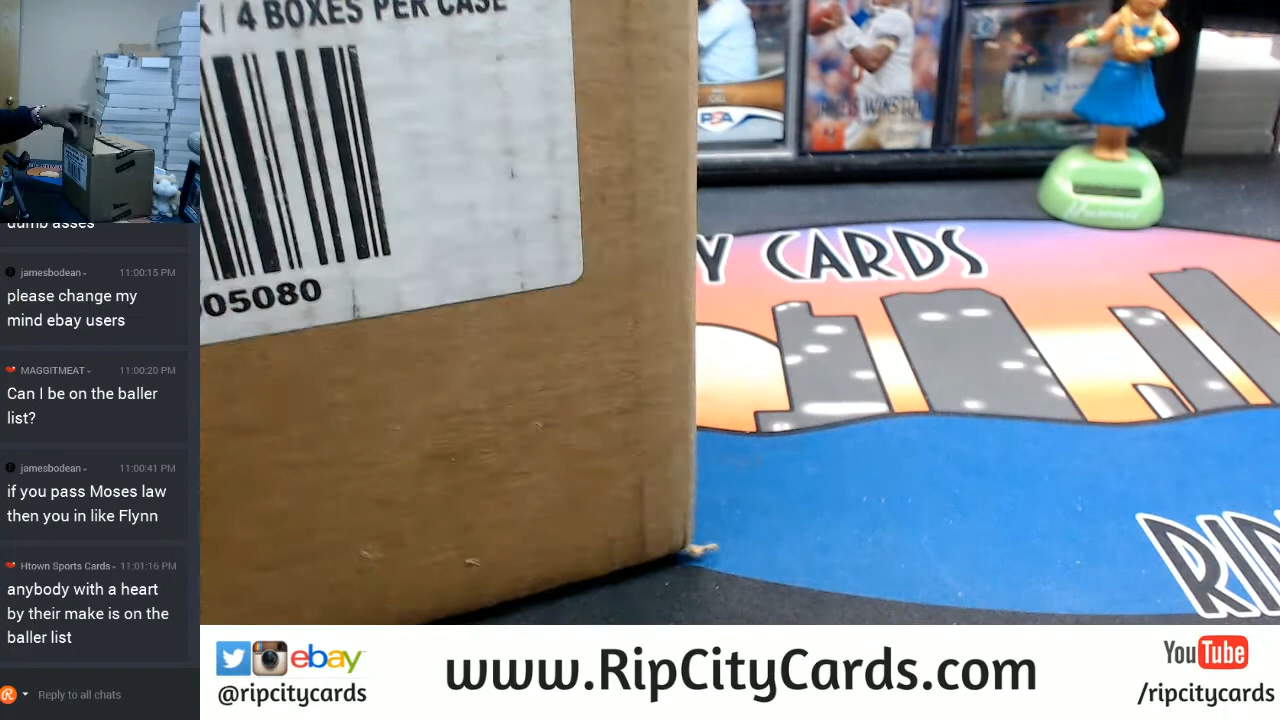 | 4 BOXES PER CASE
05080
PSA
Y CARDS
Hawaii
RIP
dumb asses
jamesbodean 11:00:15 PM
please change my
mind ebay users
MAGGITMEAT 11:00:20 PM
Can I be on the baller
list?
jamesbodean 11:00:41 PM
if you pass Moses law
then you in like Flynn
Htown Sports Cards 11:01:16 PM
anybody with a heart
by their make is on the
baller list
Reply to all chats
ebay
@ripcitycards
www.RipCityCards.com
YouTube
/ripcitycards